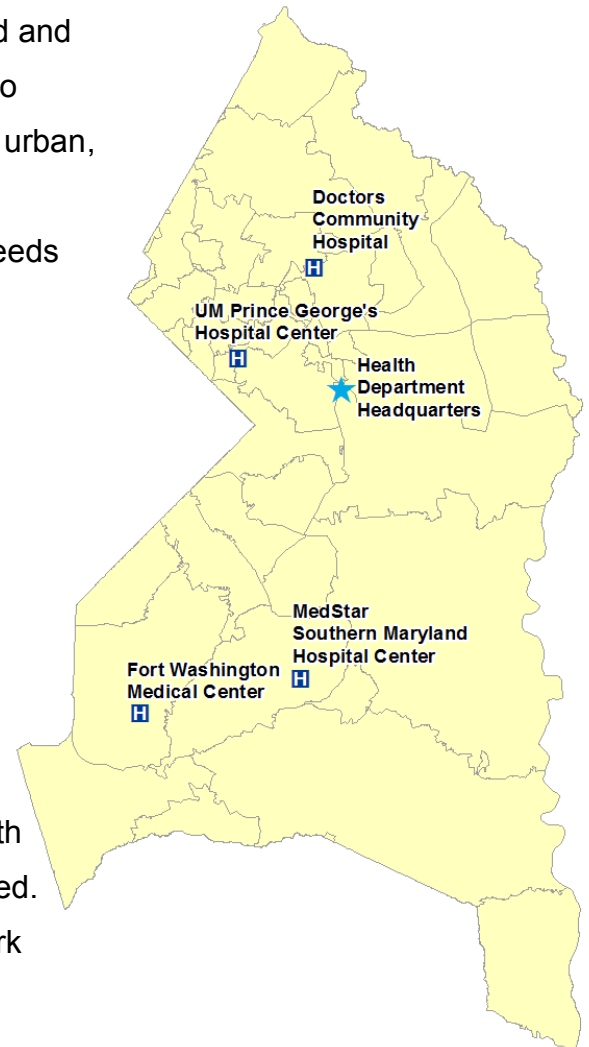 d and
o
urban,
eeds
Doctors
Community
Hospital
H
UM Prince George's
Hospital Center
H
Health
Department
Headquarters
MedStar
Southern Maryland
Hospital Center
H
Fort Washington
Medical Center
H
th
ed.
rk